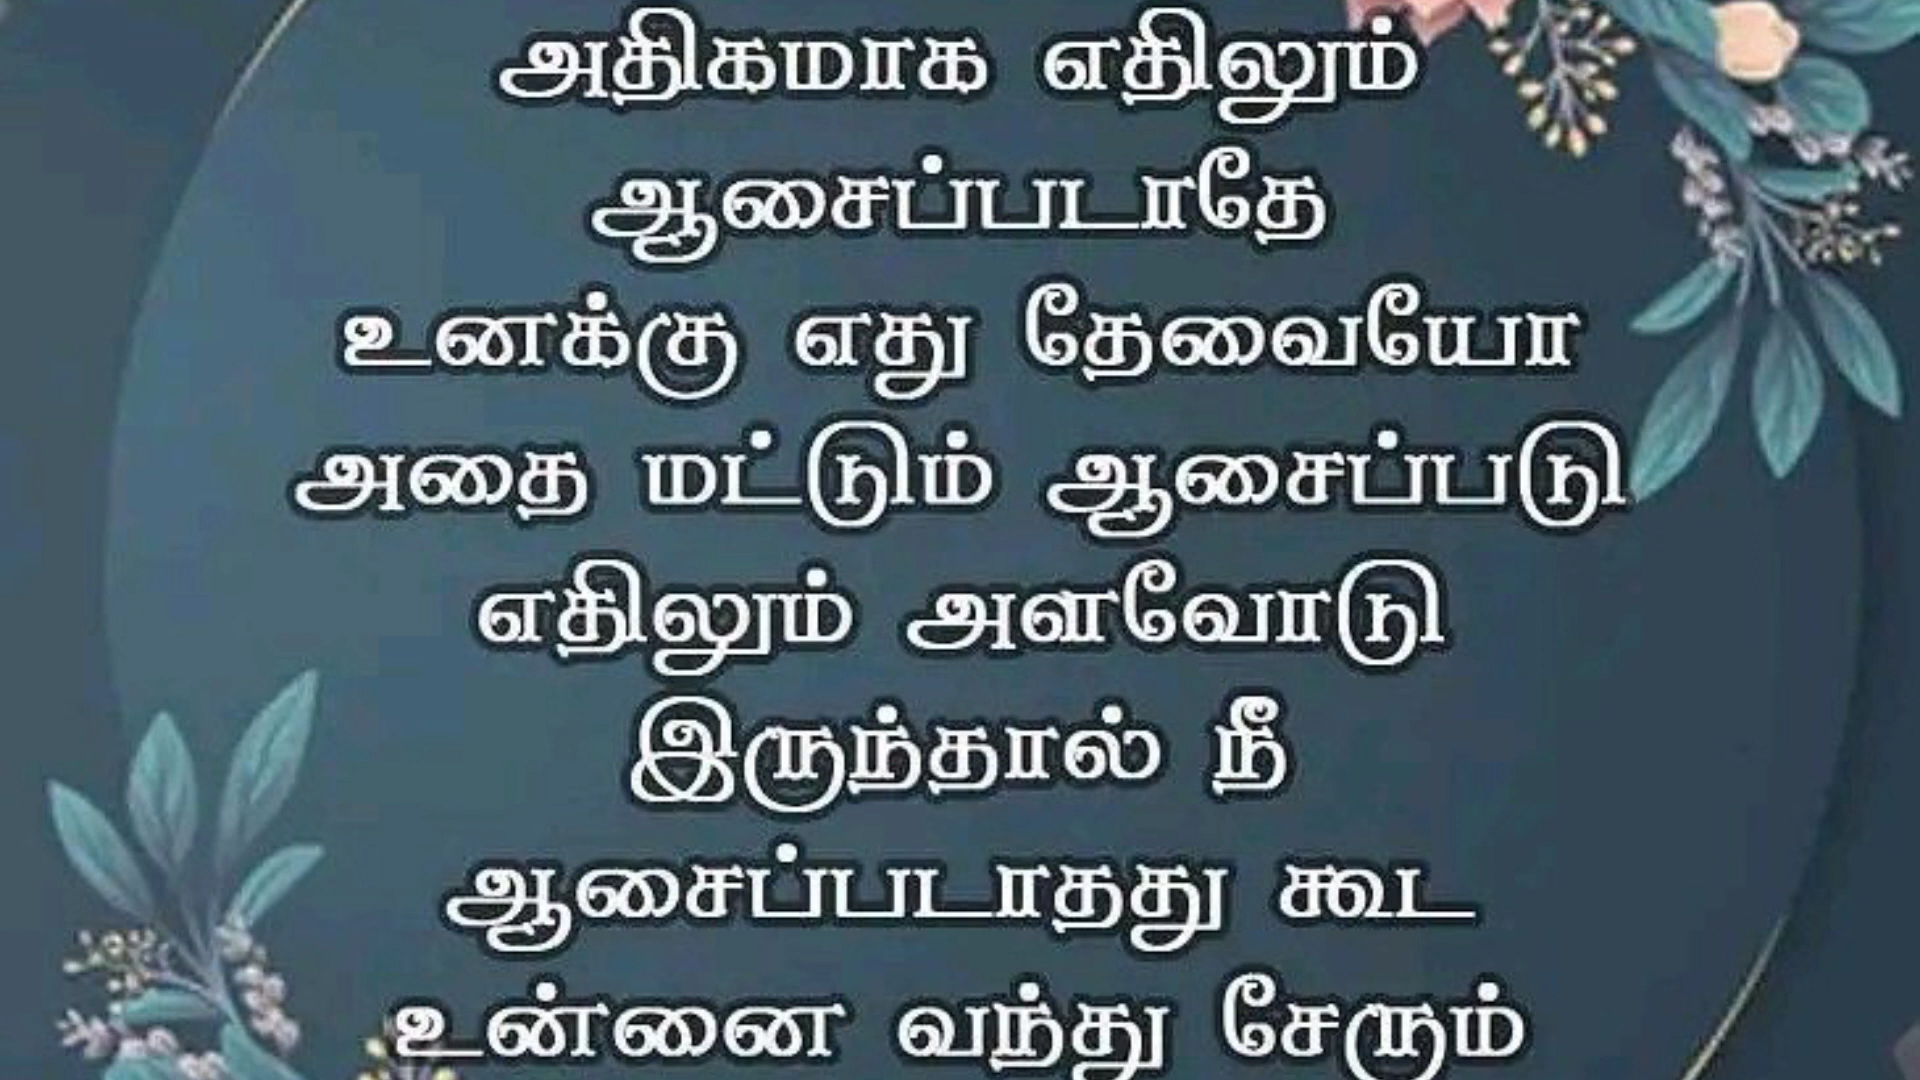 அதிகமாக எதிலும்
ஆசைப்படாதே
உனக்கு எது தேவையோ
அதை மட்டும் ஆசைப்படு
எதிலும் அளவோடு
இருந்தால் நீ
ஆசைப்படாதது கூட
உன்னை வந்து சேரும்